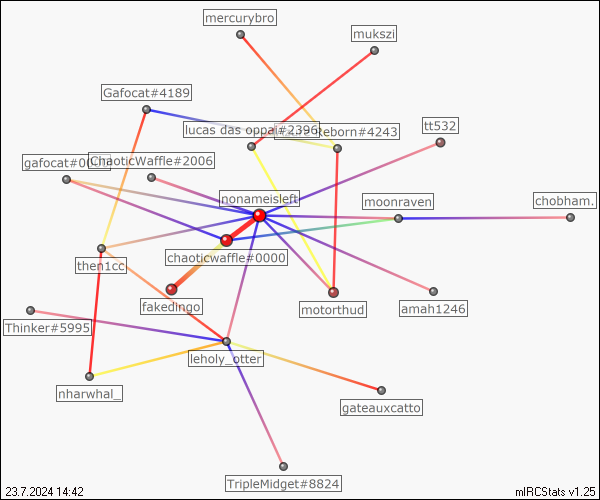 mercurybro
mukszi
Gafocat#4189
lucas das oppal#2396
Reborn#4243
tt532
gafocat#0
ChaoticWaffle#2006
nonameisleft
moonraven
chobham.
chaoticwaffle#0000
then1cc
fakedingo
motorthud
amah1246
Thinker#5995
leholy_otter
nharwhal_
gateauxcatto
TripleMidget#8824
23.7.2024 14:42
mIRCStats v1.25